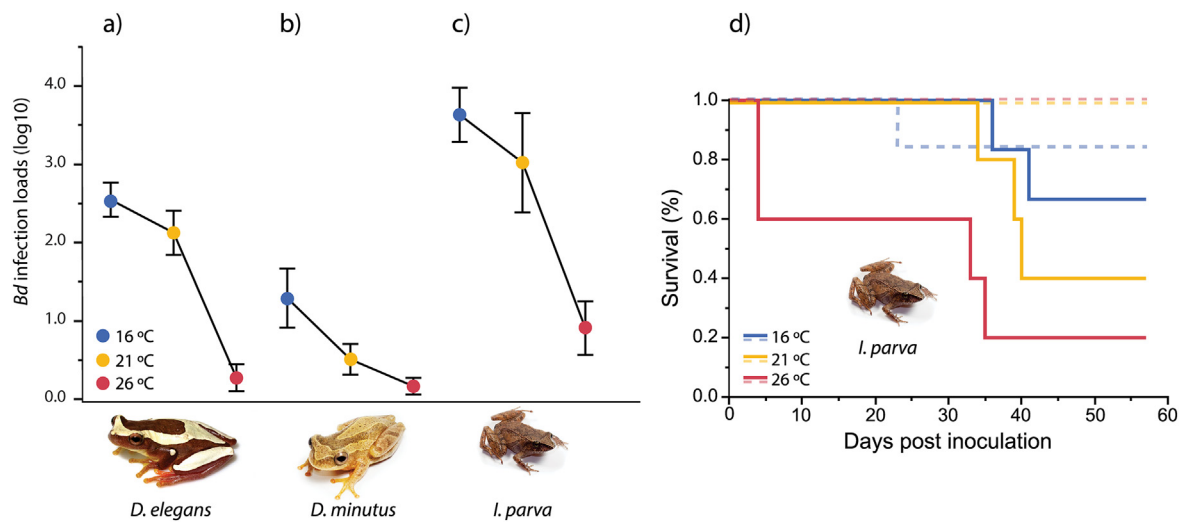 a)
b)
c)
d)
Bd infection loads (log10)
4.0
3.0
2.0
1.0
0.0
16 ºC
21 ºC
26 ºC
D. elegans
D. minutus
I. parva
Survival (%)
1.0
0.8
0.6
0.4
0.2
0.0
I. parva
16 ºC
21 ºC
26 ºC
0
10
20
30
40
50
60
Days post inoculation